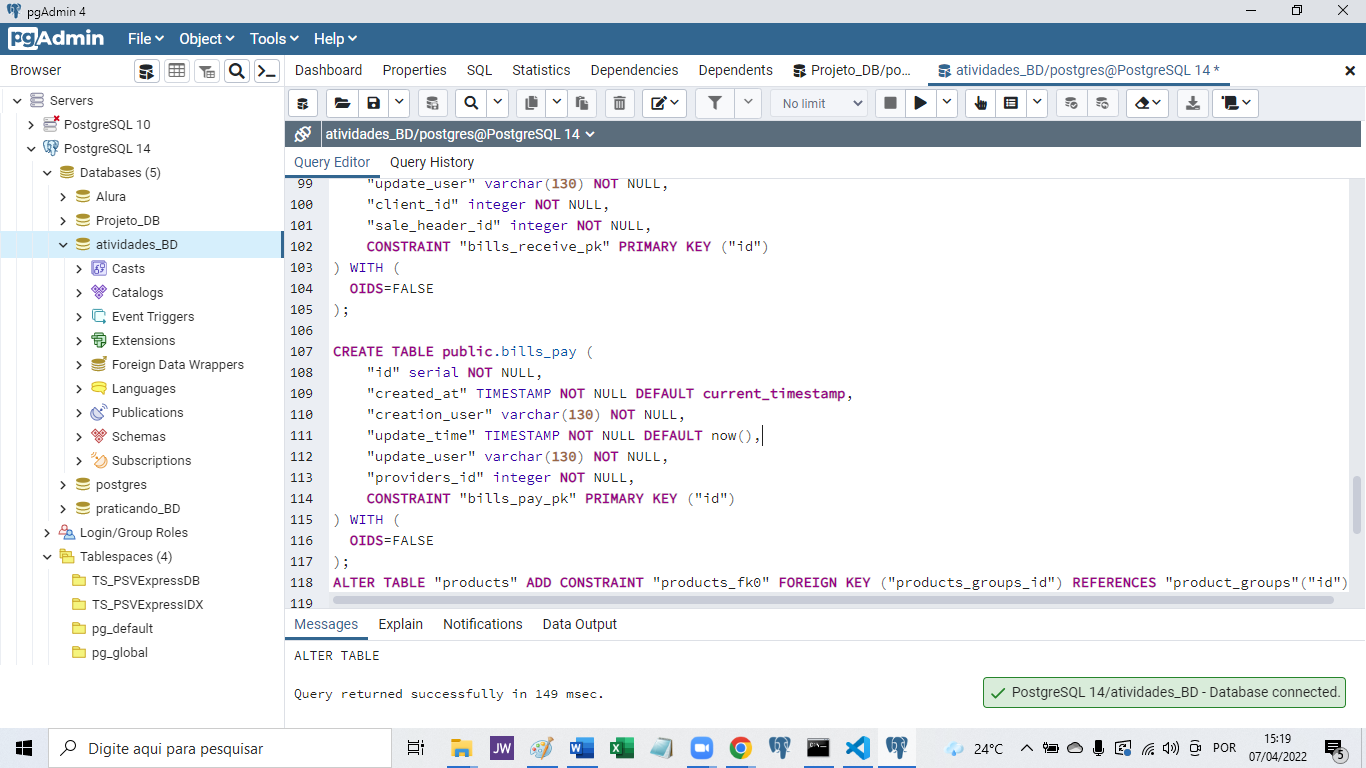 pgAdmin 4
pgAdmin File Object Tools Help
Browser
Dashboard Properties SQL Statistics Dependencies Dependents Projeto_DB/po... atividades_BD/postgres@PostgreSQL 14 *
No limit
atividades_BD/postgres@PostgreSQL 14
Query Editor Query History
Servers
PostgreSQL 10
PostgreSQL 14
Databases (5)
Alura
Projeto_DB
atividades_BD
Casts
Catalogs
Event Triggers
Extensions
Foreign Data Wrappers
Languages
Publications
Schemas
Subscriptions
postgres
praticando_BD
Login/Group Roles
Tablespaces (4)
TS_PSVExpressDB
TS_PSVExpressIDX
pg_default
pg_global
99 "update_user" varchar(130) NOT NULL,
100 "client_id" integer NOT NULL,
101 "sale_header_id" integer NOT NULL,
102 CONSTRAINT "bills_receive_pk" PRIMARY KEY ("id")
103 ) WITH (
104 OIDS=FALSE
105 );
106
107 CREATE TABLE public.bills_pay (
108 "id" serial NOT NULL,
109 "created_at" TIMESTAMP NOT NULL DEFAULT current_timestamp,
110 "creation_user" varchar(130) NOT NULL,
111 "update_time" TIMESTAMP NOT NULL DEFAULT now(),
112 "update_user" varchar(130) NOT NULL,
113 "providers_id" integer NOT NULL,
114 CONSTRAINT "bills_pay_pk" PRIMARY KEY ("id")
115 ) WITH (
116 OIDS=FALSE
117 );
118 ALTER TABLE "products" ADD CONSTRAINT "products_fk0" FOREIGN KEY ("products_groups_id") REFERENCES "product_groups"("id")
119
Messages Explain Notifications Data Output
ALTER TABLE
Query returned successfully in 149 msec.
PostgreSQL 14/atividades_BD - Database connected.
Digite aqui para pesquisar
JW
24°C
POR
15:19
07/04/2022
5